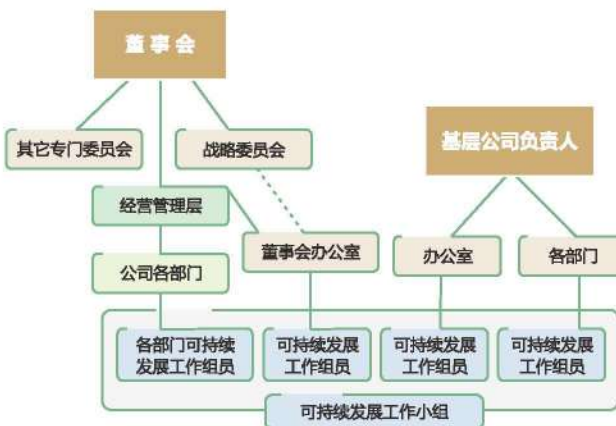 董事会
其它专门委员会
战略委员会
基层公司负责人
经营管理层
董事会办公室
办公室
各部门
公司各部门
各部门可持续
发展工作组员
可持续发展
工作组员
可持续发展
工作组员
可持续发展
工作组员
可持续发展工作小组